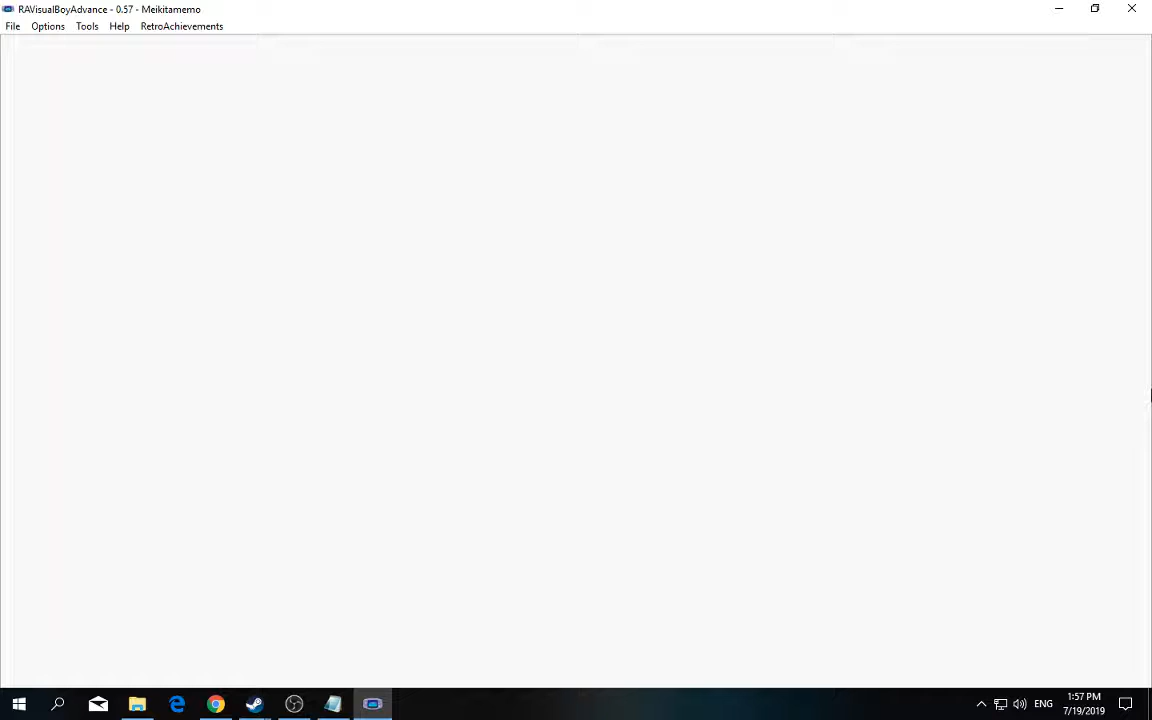 RAVisualBoyAdvance - 0.57 - Meikitamemo
File Options Tools Help RetroAchievements
ENG
1:57 PM
7/19/2019